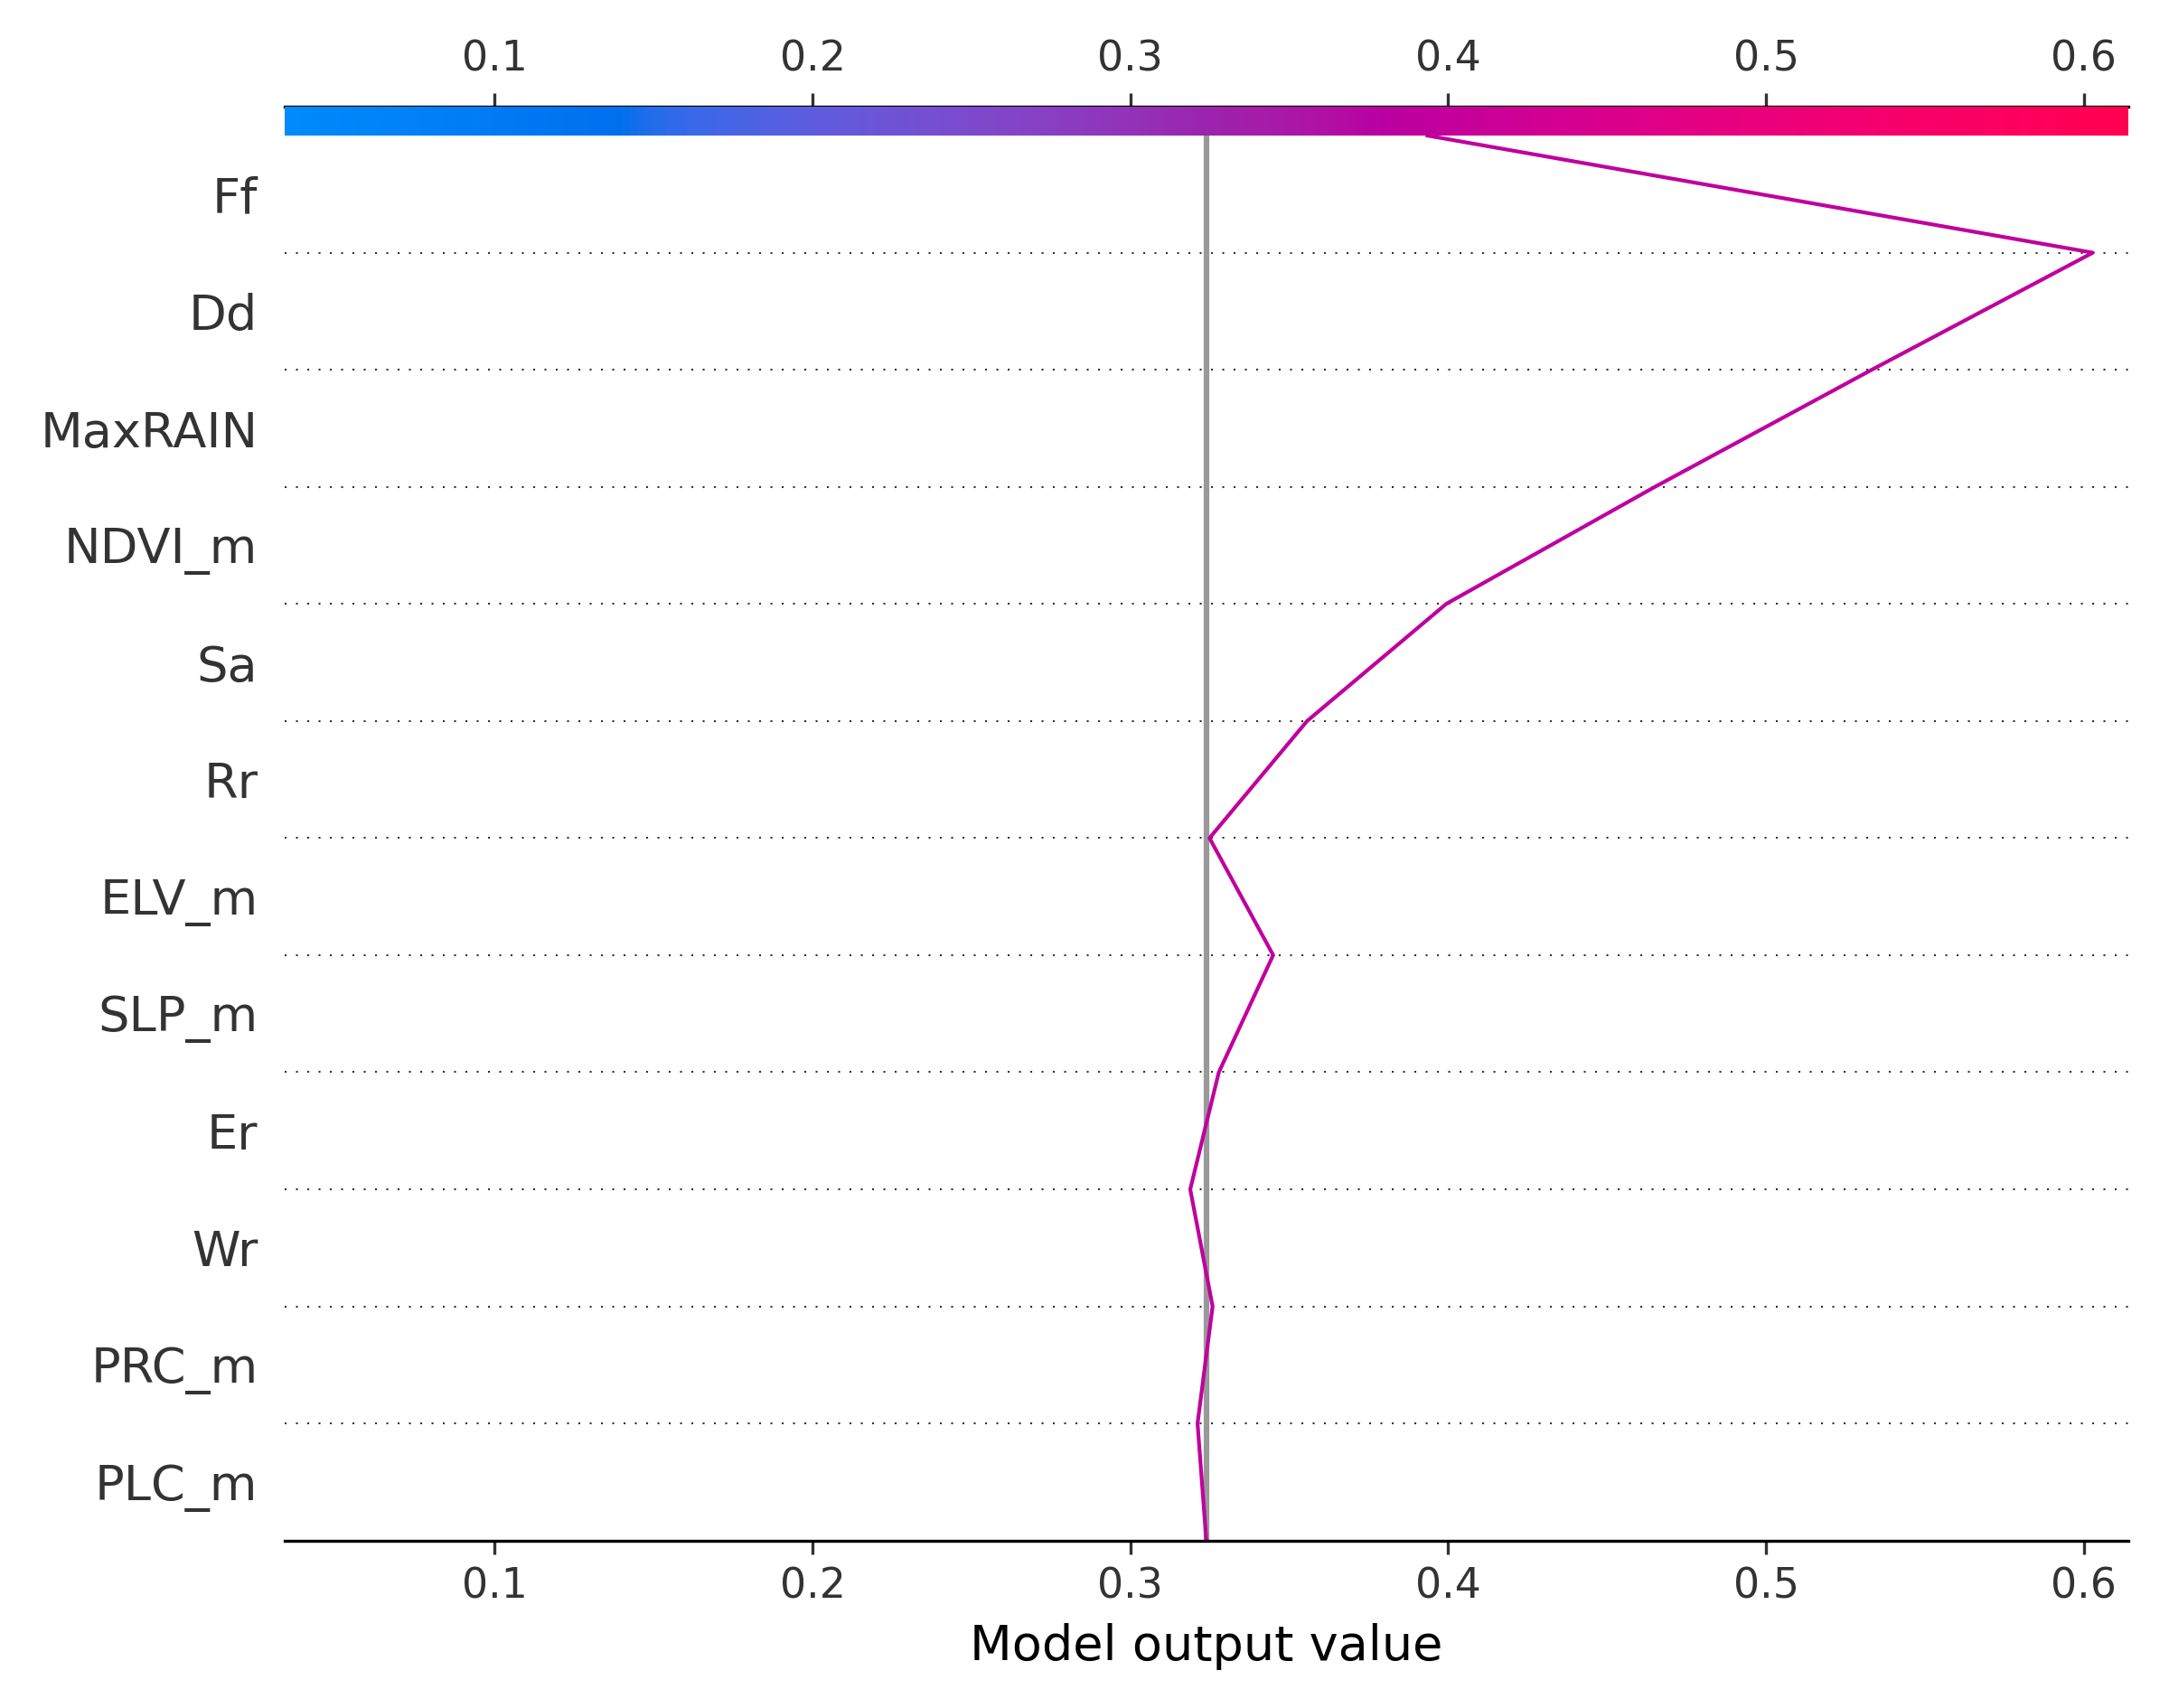 0.1 0.2 0.3 0.4 0.5 0.6
Ff
Dd
MaxRAIN
NDVI_m
Sa
Rr
ELV_m
SLP_m
Er
Wr
PRC_m
PLC_m
0.1 0.2 0.3 0.4 0.5 0.6
Model output value